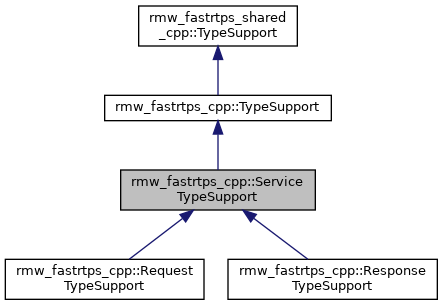 rmw_fastrtps_shared
_cpp::TypeSupport
rmw_fastrtps_cpp::TypeSupport
rmw_fastrtps_cpp::Service
TypeSupport
rmw_fastrtps_cpp::Request
TypeSupport
rmw_fastrtps_cpp::Response
TypeSupport